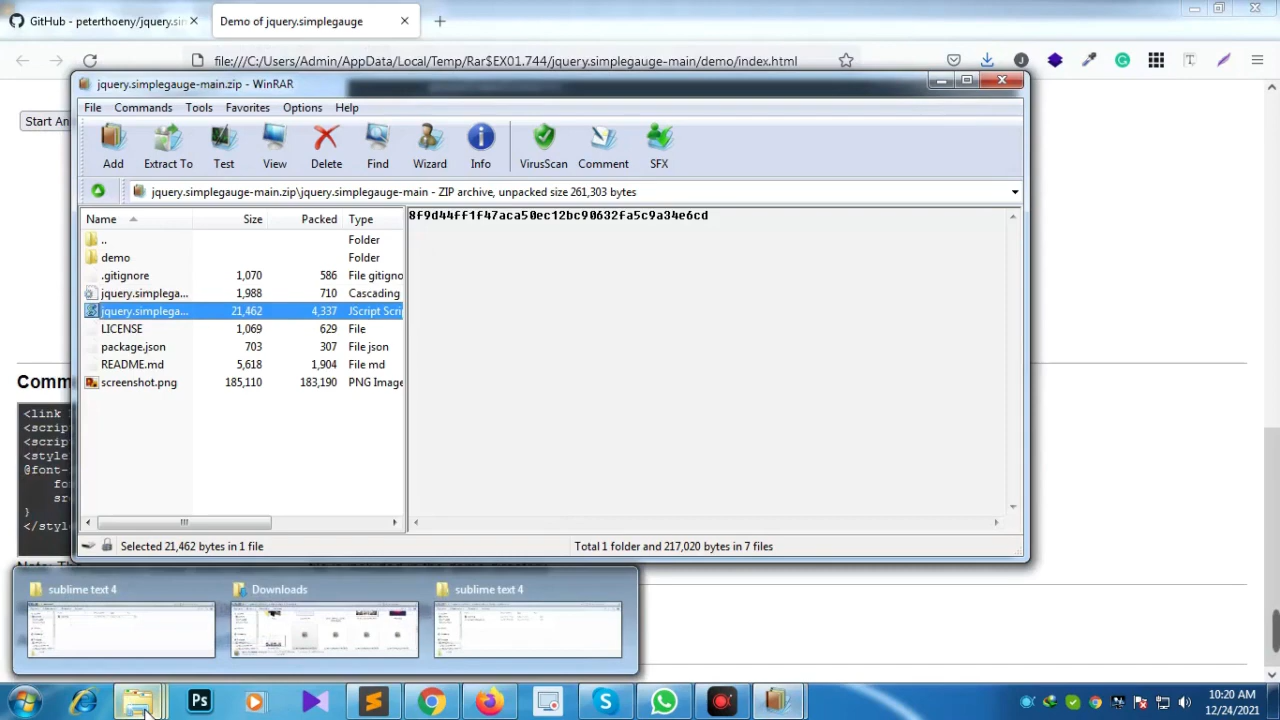 GitHub - peterthoeny/jquery.sin
Demo of jquery.simplegauge
file:///C:/Users/Admin/AppData/Local/Temp/Rar$EX01.744/jquery.simplegauge-main/demo/index.html
jquery.simplegauge-main.zip - WinRAR
File Commands Tools Favorites Options Help
Start An
Add Extract To Test View Delete Find Wizard Info VirusScan Comment SFX
jquery.simplegauge-main.zip\jquery.simplegauge-main - ZIP archive, unpacked size 261,303 bytes
Name Size Packed Type
8f9d44ff1f47aca50ec12bc90632fa5c9a34e6cd
.. Folder
demo Folder
.gitignore 1,070 586 File gitigno
jquery.simplega... 1,988 710 Cascading
jquery.simplega... 21,462 4,337 JScript Scri
LICENSE 1,069 629 File
package.json 703 307 File json
README.md 5,618 1,904 File md
screenshot.png 185,110 183,190 PNG Image
Comm
<link
<script
<script
<style
@font-
fo
sr
}
</style
Selected 21,462 bytes in 1 file
Total 1 folder and 217,020 bytes in 7 files
sublime text 4
Downloads
sublime text 4
Ps
10:20 AM
12/24/2021